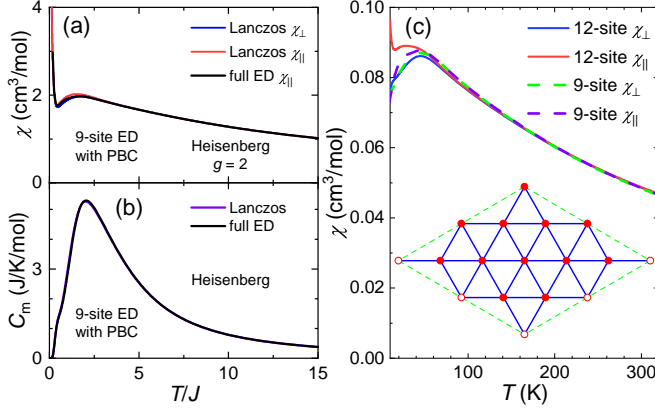 (a)
Lanczos χ⊥
Lanczos χ||
full ED χ||
χ (cm³/mol)
4
2
0
9-site ED
with PBC
Heisenberg
g = 2
(b)
Lanczos
full ED
Heisenberg
9-site ED
with PBC
Cm (J/K/mol)
5
0
0 5 10 15
T/J
(c)
12-site χ⊥
12-site χ||
9-site χ⊥
9-site χ||
χ (cm³/mol)
0.10
0.08
0.06
0.04
0.02
0.00
100 200 300
T (K)